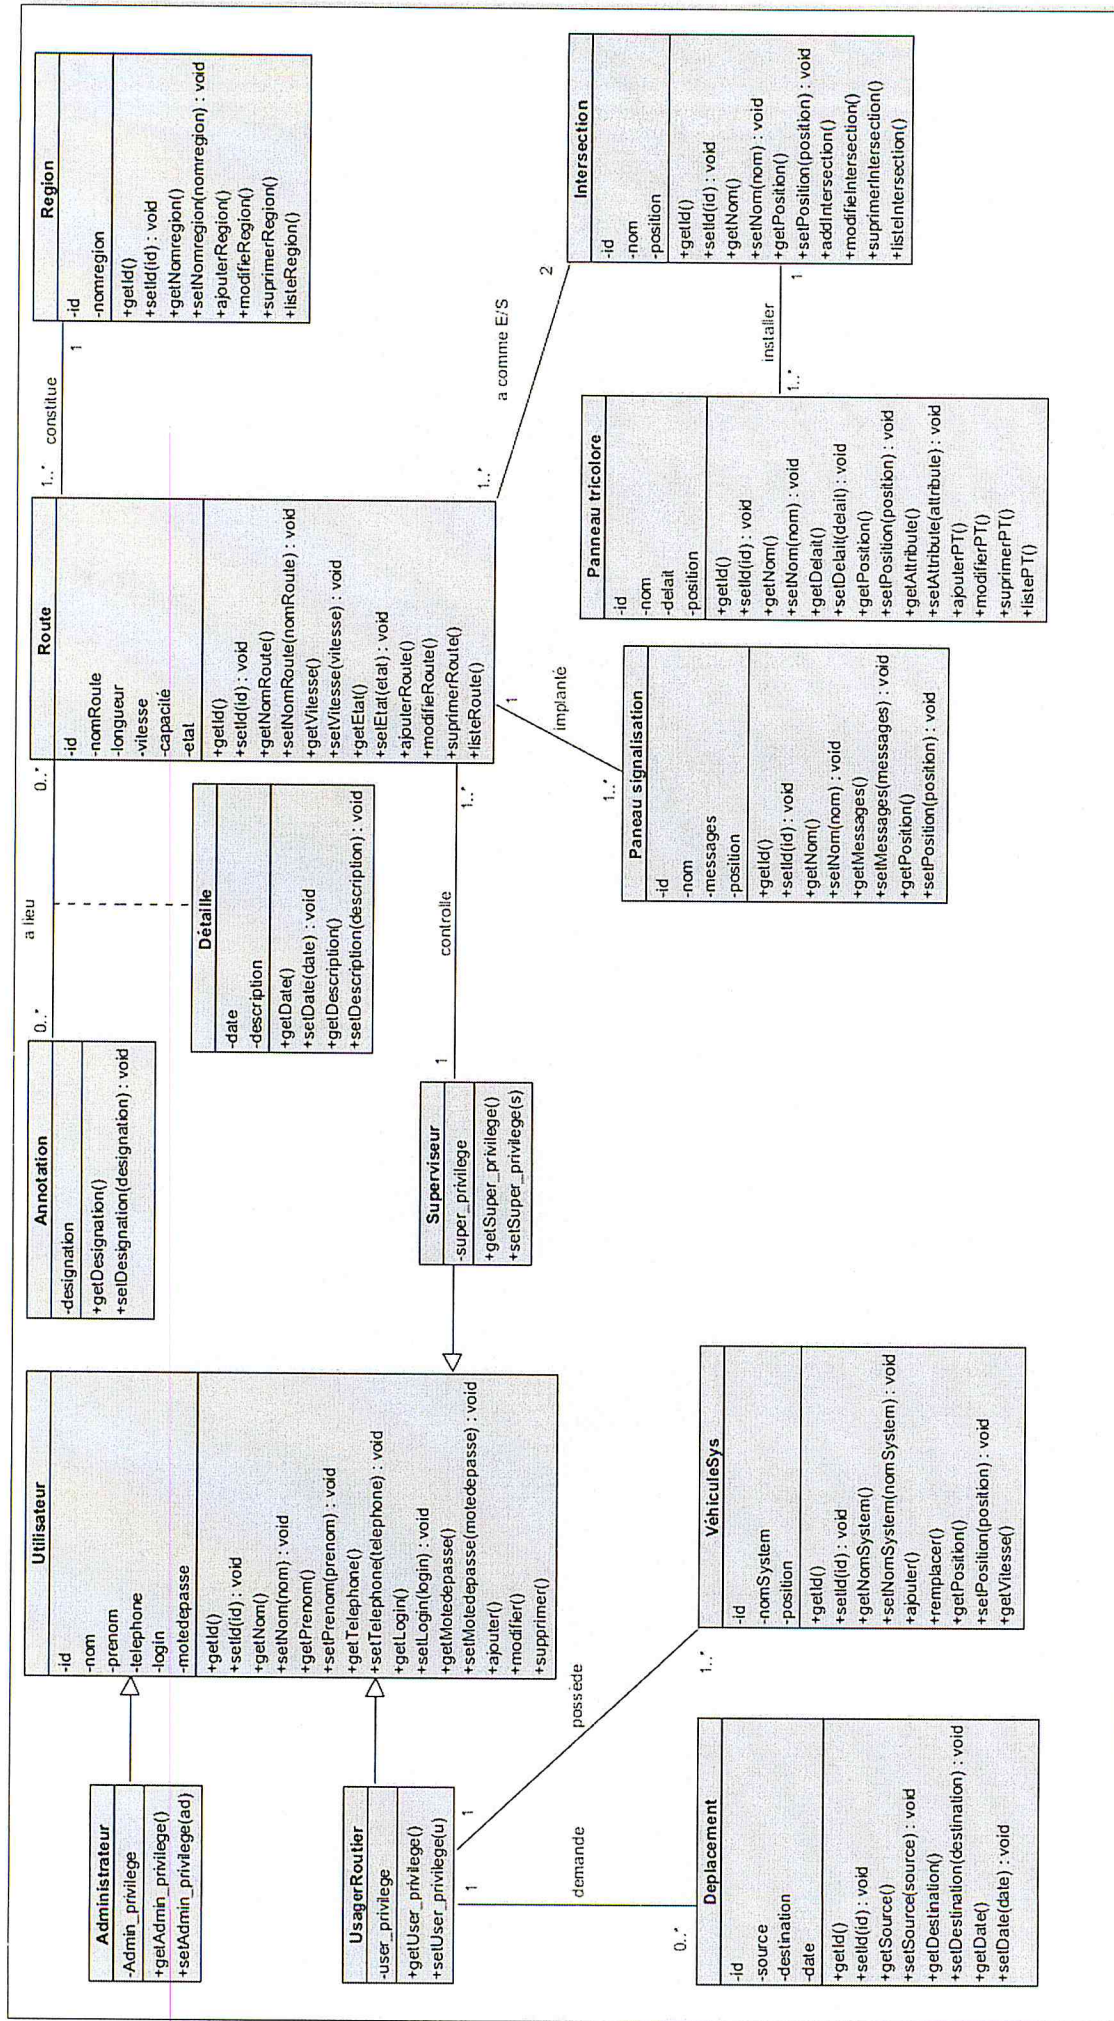 Administrateur
-Admin_privilege
+getAdmin_privilege()
+setAdmin_privilege(ad)
UsagerRoutier
-user_privilege
+getUser_privilege()
+setUser_privilege(u)
Utilisateur
-id
-nom
-prenom
-telephone
-login
-motedepasse
+getId()
+setId(id) : void
+getNom()
+setNom(nom) : void
+getPrenom()
+setPrenom(prenom) : void
+getTelephone()
+setTelephone(telephone) : void
+getLogin()
+setLogin(login) : void
+getMotedepasse()
+setMotedepasse(motedepasse) : void
+ajouter()
+modifier()
+supprimer()
Annotation
-designation
+getDesignation()
+setDesignation(designation) : void
0..*
a lieu
0..*
Détaille
-date
-description
+getDate()
+setDate(date) : void
+getDescription()
+setDescription(description) : void
Superviseur
-super_privilege
+getSuper_privilege()
+setSuper_privilege(s)
1
controlle
1..*
Route
-id
-nomRoute
-longueur
-vitesse
-capacité
-etat
+getId()
+setId(id) : void
+getNomRoute()
+setNomRoute(nomRoute) : void
+getVitesse()
+setVitesse(vitesse) : void
+getEtat()
+setEtat(etat) : void
+ajouterRoute()
+modifieRoute()
+suprimerRoute()
+listeRoute()
1..*
constitue
1
Region
-id
-nomregion
+getId()
+setId(id) : void
+getNomregion()
+setNomregion(nomregion) : void
+ajouterRegion()
+modifieRegion()
+suprimerRegion()
+listeRegion()
1..*
a comme E/S
2
Intersection
-id
-nom
-position
+getId()
+setId(id) : void
+getNom()
+setNom(nom) : void
+getPosition()
+setPosition(position) : void
+addIntersection()
+modifieIntersection()
+suprimerIntersection()
+listeIntersection()
1
installer
1..*
Panneau tricolore
-id
-nom
-delait
-position
+getId()
+setId(id) : void
+getNom()
+setNom(nom) : void
+getDelait()
+setDelait(delait) : void
+getPosition()
+setPosition(position) : void
+getAttribute()
+setAttribute(attribute) : void
+ajouterPT()
+modifierPT()
+suprimerPT()
+listePT()
1
implanté
1..*
Paneau signalisation
-id
-nom
-messages
-position
+getId()
+setId(id) : void
+getNom()
+setNom(nom) : void
+getMessages()
+setMessages(messages) : void
+getPosition()
+setPosition(position) : void
1
possède
1..*
VéhiculeSys
-id
-nomSystem
-position
+getId()
+setId(id) : void
+getNomSystem()
+setNomSystem(nomSystem) : void
+ajouter()
+remplacer()
+getPosition()
+setPosition(position) : void
+getVitesse()
1
demande
0..*
Deplacement
-id
-source
-destination
-date
+getId()
+setId(id) : void
+getSource()
+setSource(source) : void
+getDestination()
+setDestination(destination) : void
+getDate()
+setDate(date) : void